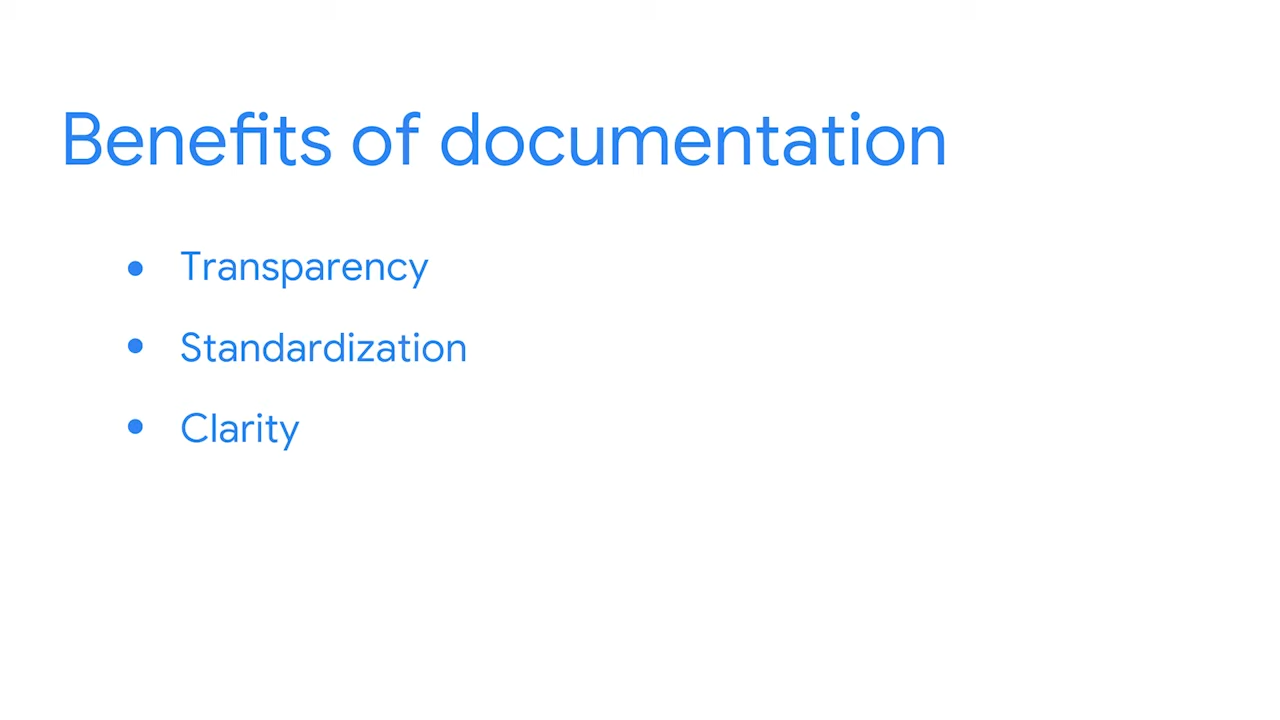 Benefits of documentation
• Transparency
• Standardization
• Clarity